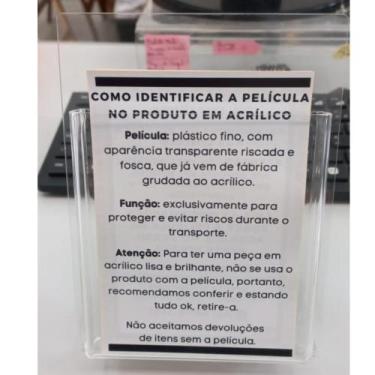 COMO IDENTIFICAR A PELÍCULA
NO PRODUTO EM ACRÍLICO
Película: plástico fino, com
aparência transparente riscada e
fosca, que já vem de fábrica
grudada ao acrílico.
Função: exclusivamente para
proteger e evitar riscos durante o
transporte.
Atenção: Para ter uma peça em
acrílico lisa e brilhante, não se usa o
produto com a película, portanto,
recomendamos conferir e estando
tudo ok, retire-a.
Não aceitamos devoluções
de itens sem a película.